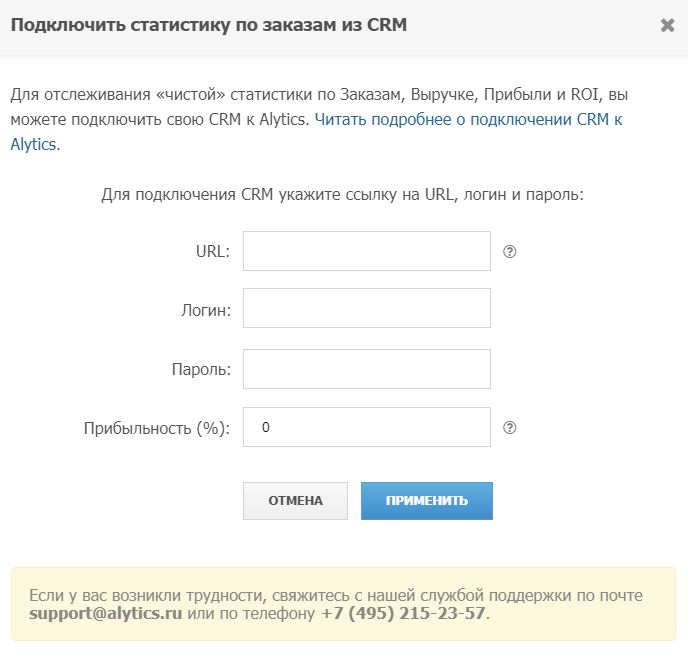 Подключить статистику по заказам из CRM
Для отслеживания «чистой» статистики по Заказам, Выручке, Прибыли и ROI, вы
можете подключить свою CRM к Alytics. Читать подробнее о подключении CRM к
Alytics.
Для подключения CRM укажите ссылку на URL, логин и пароль:
URL:
Логин:
Пароль:
Прибыльность (%): 0
ОТМЕНА ПРИМЕНИТЬ
Если у вас возникли трудности, свяжитесь с нашей службой поддержки по почте
support@alytics.ru или по телефону +7 (495) 215-23-57.